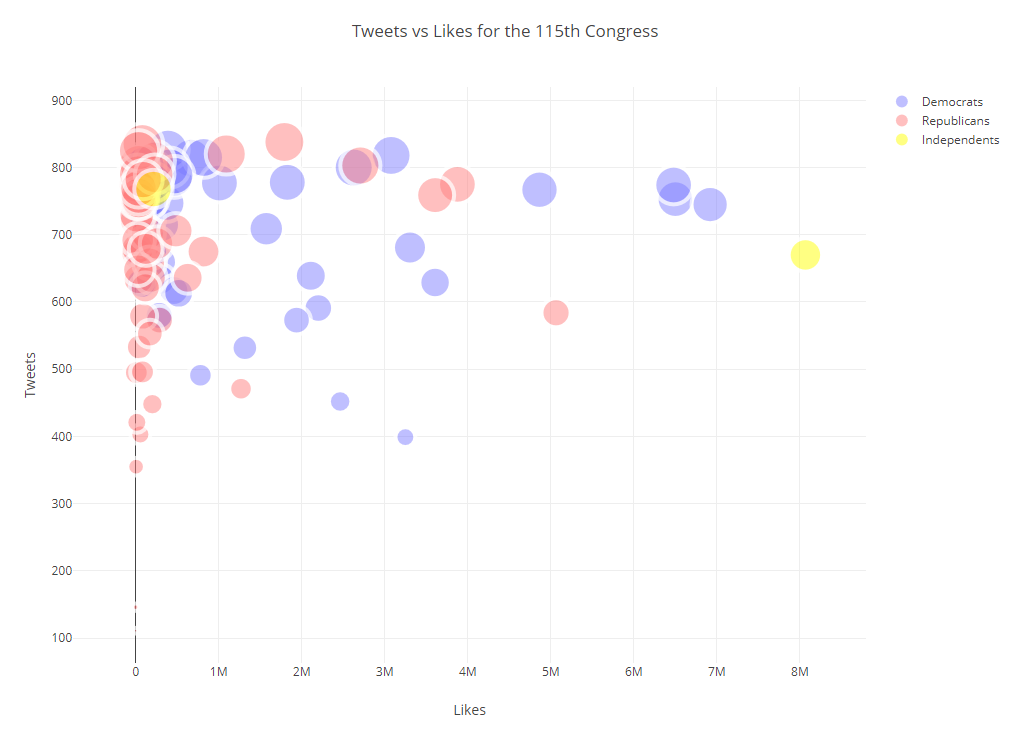 Tweets vs Likes for the 115th Congress
Democrats
Republicans
Independents
900
800
700
600
500
400
300
200
100
Tweets
0 1M 2M 3M 4M 5M 6M 7M 8M
Likes